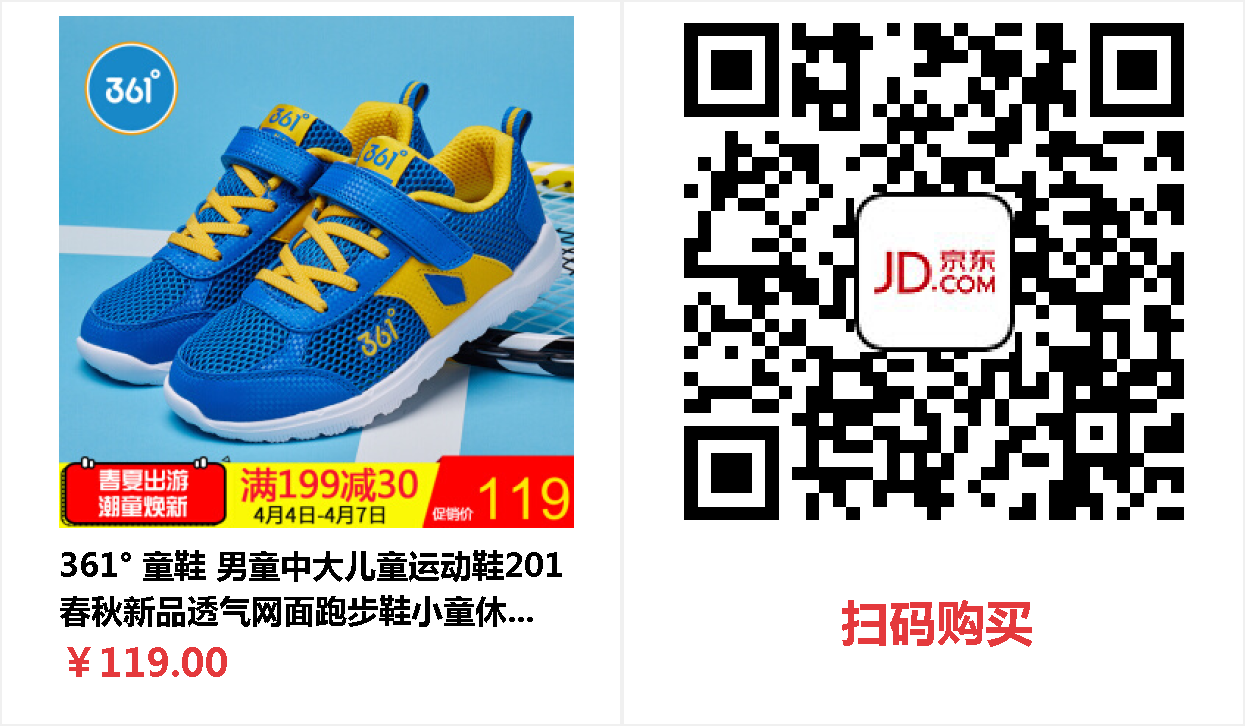 361°
361°
361°
361°
春夏出游
潮童焕新
满199减30
4月4日-4月7日
促销价 119
361° 童鞋 男童中大儿童运动鞋201
春秋新品透气网面跑步鞋小童休...
￥119.00
JD 京东
.COM
扫码购买